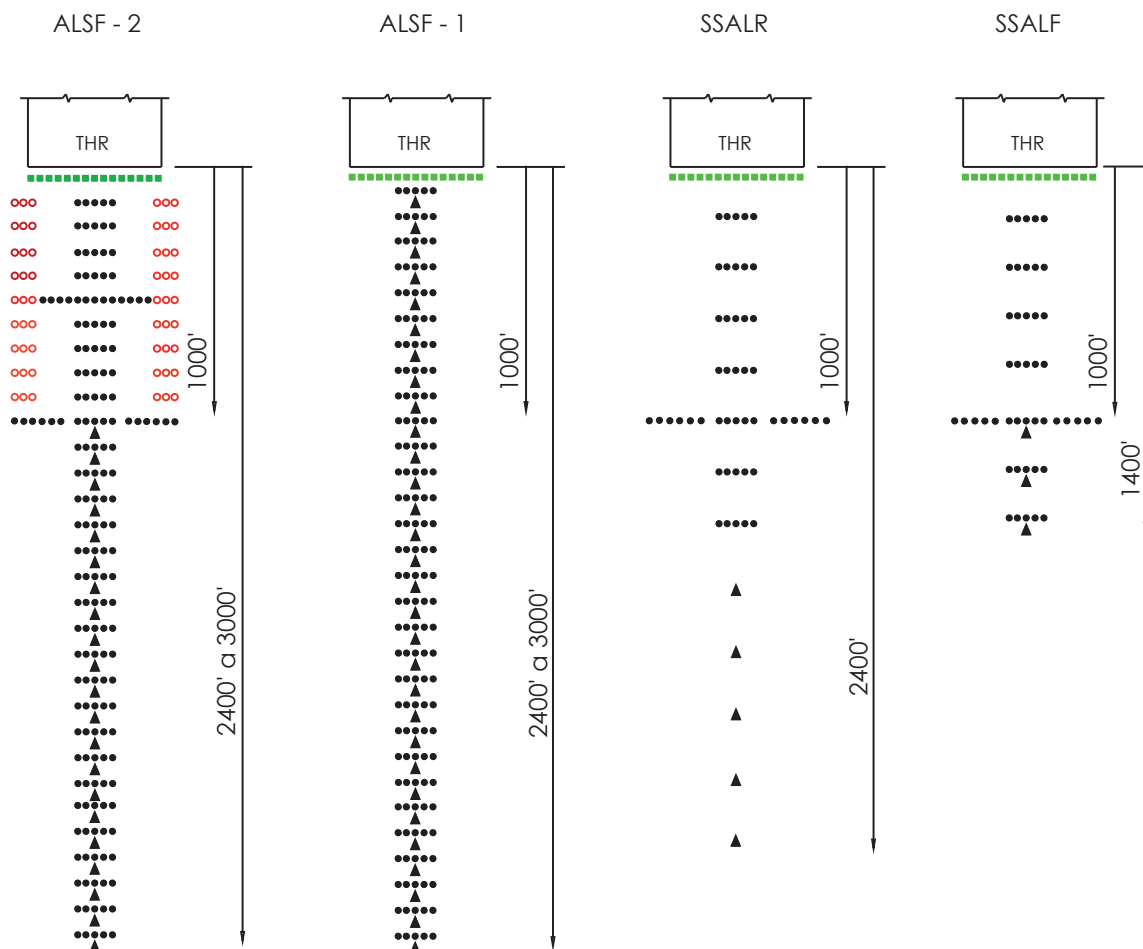 ALSF - 2
ALSF - 1
SSALR
SSALF
THR
THR
THR
THR
1000'
2400' a 3000'
1000'
2400' a 3000'
1000'
2400'
1000'
1400'